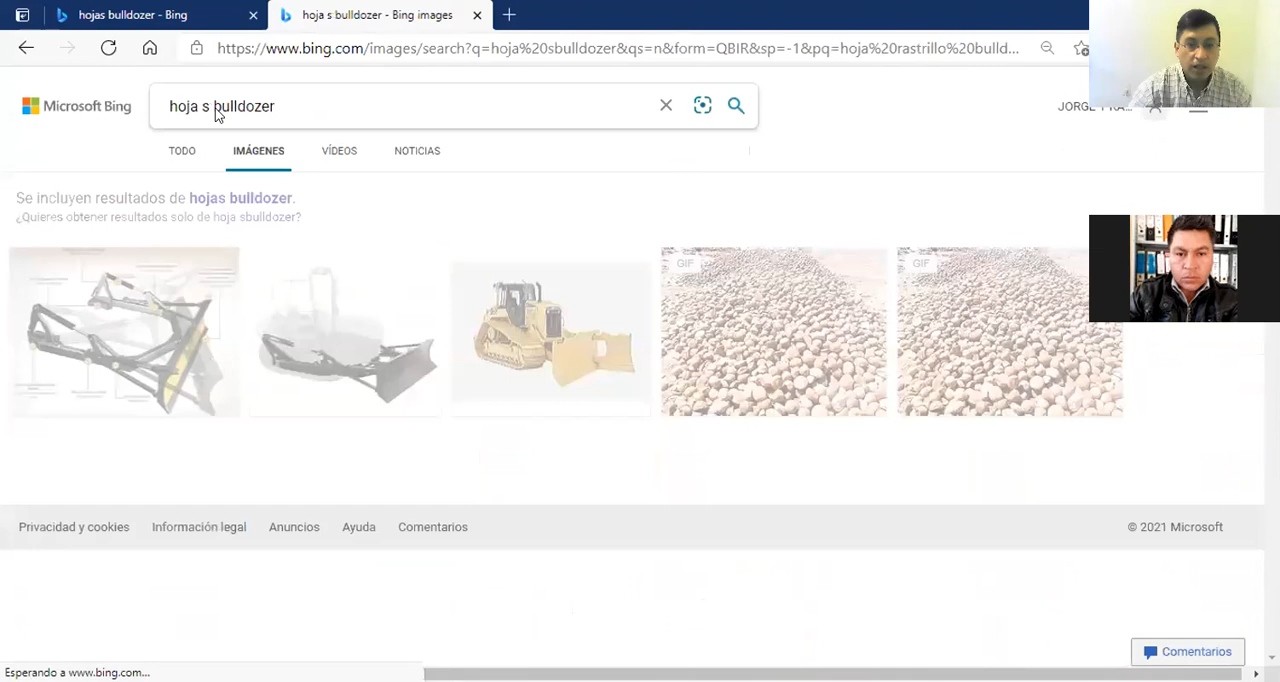 hojas bulldozer - Bing
hoja s bulldozer - Bing images
https://www.bing.com/images/search?q=hoja%20sbulldozer&qs=n&form=QBIR&sp=-1&pq=hoja%20rastrillo%20bulld...
Microsoft Bing
hoja s bulldozer
TODO
IMÁGENES
VÍDEOS
NOTICIAS
Se incluyen resultados de hojas bulldozer.
¿Quieres obtener resultados solo de hoja sbulldozer?
GIF
GIF
Privacidad y cookies
Información legal
Anuncios
Ayuda
Comentarios
© 2021 Microsoft
Comentarios
Esperando a www.bing.com...